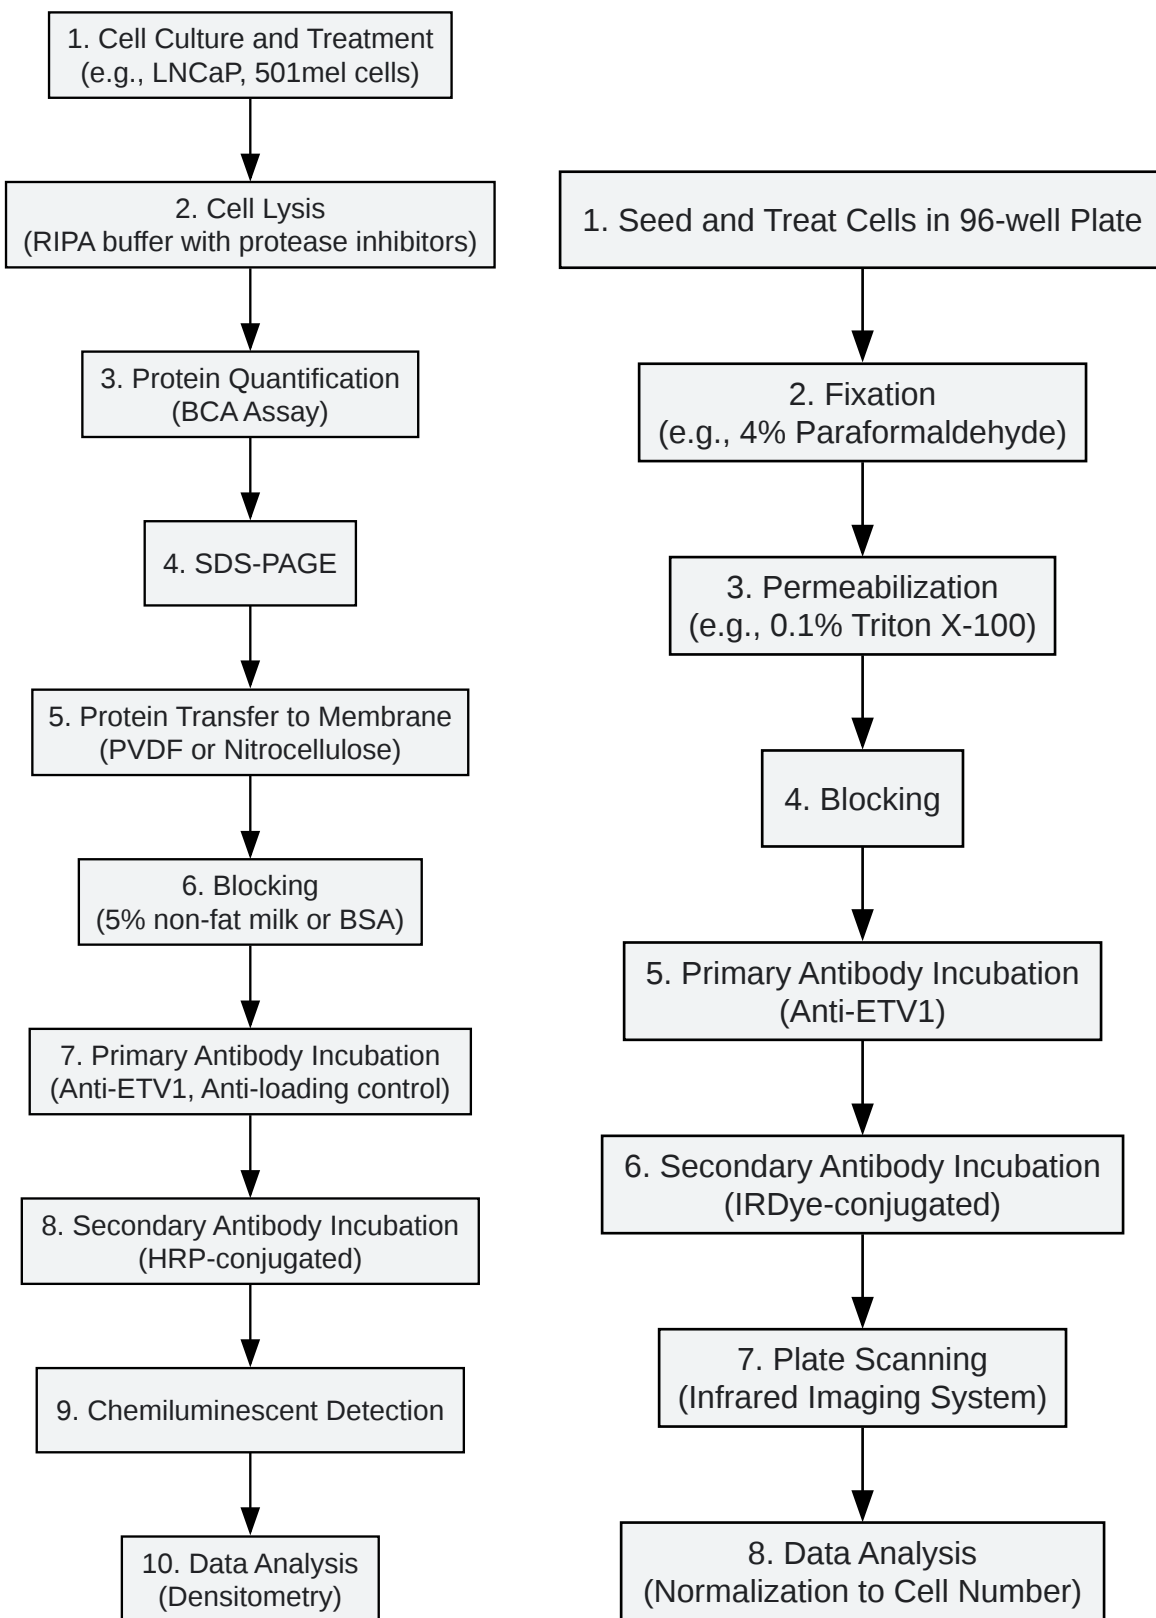 1. Cell Culture and Treatment
(e.g., LNCaP, 501mel cells)
2. Cell Lysis
(RIPA buffer with protease inhibitors)
3. Protein Quantification
(BCA Assay)
4. SDS-PAGE
5. Protein Transfer to Membrane
(PVDF or Nitrocellulose)
6. Blocking
(5% non-fat milk or BSA)
7. Primary Antibody Incubation
(Anti-ETV1, Anti-loading control)
8. Secondary Antibody Incubation
(HRP-conjugated)
9. Chemiluminescent Detection
10. Data Analysis
(Densitometry)
1. Seed and Treat Cells in 96-well Plate
2. Fixation
(e.g., 4% Paraformaldehyde)
3. Permeabilization
(e.g., 0.1% Triton X-100)
4. Blocking
5. Primary Antibody Incubation
(Anti-ETV1)
6. Secondary Antibody Incubation
(IRDye-conjugated)
7. Plate Scanning
(Infrared Imaging System)
8. Data Analysis
(Normalization to Cell Number)